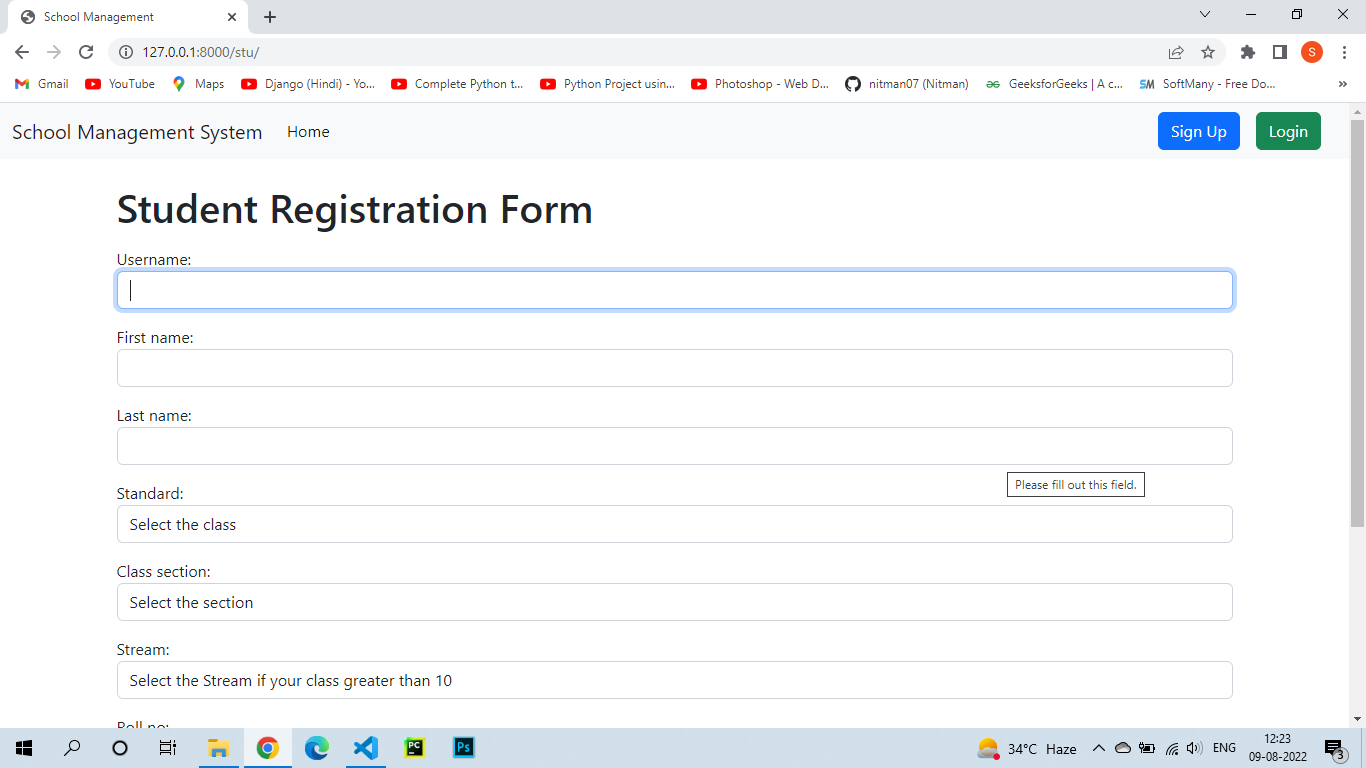 School Management
127.0.0.1:8000/stu/
S
Gmail YouTube Maps Django (Hindi) - Yo... Complete Python t... Python Project usin... Photoshop - Web D... nitman07 (Nitman) GeeksforGeeks | A c... SM SoftMany - Free Do... »
School Management System Home Sign Up Login
Student Registration Form
Username:
First name:
Last name:
Please fill out this field.
Standard:
Select the class
Class section:
Select the section
Stream:
Select the Stream if your class greater than 10
Roll no:
PC Ps 34°C Haze ENG 12:23
09-08-2022 3